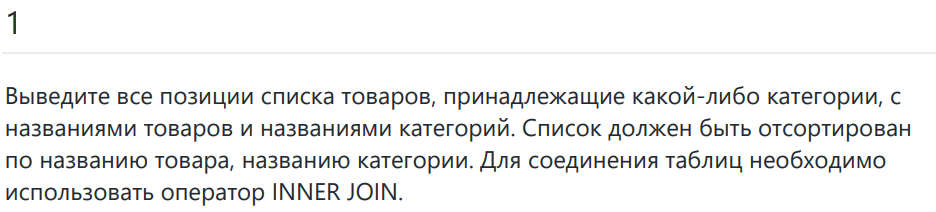 1
Выведите все позиции списка товаров, принадлежащие какой-либо категории, с
названиями товаров и названиями категорий. Список должен быть отсортирован
по названию товара, названию категории. Для соединения таблиц необходимо
использовать оператор INNER JOIN.